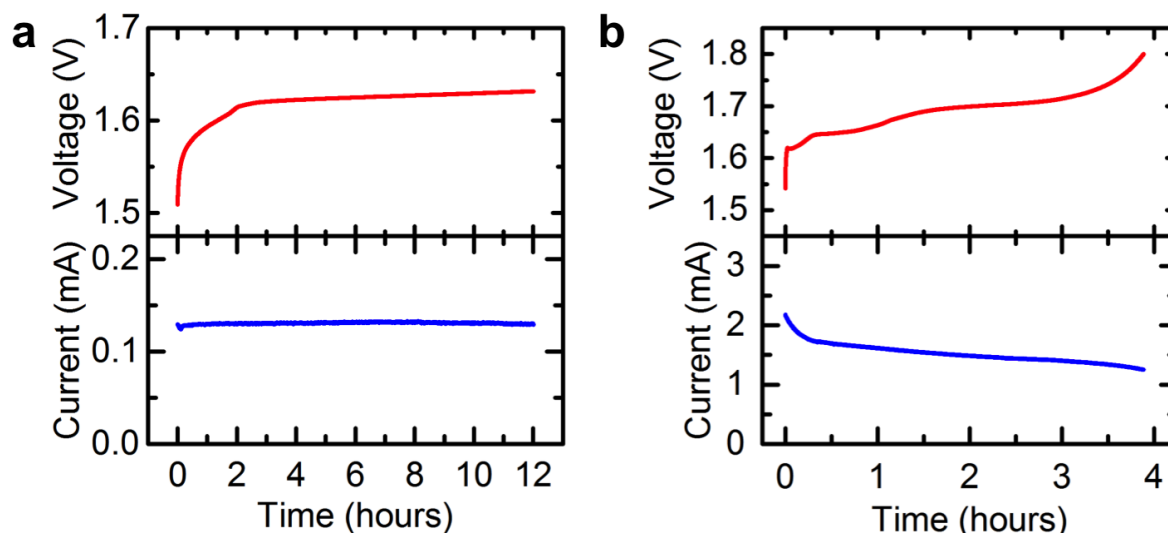 a
Voltage (V)
1.7
1.6
1.5
Current (mA)
0.2
0.1
0.0
0 2 4 6 8 10 12
Time (hours)
b
Voltage (V)
1.8
1.7
1.6
1.5
Current (mA)
3
2
1
0
0 1 2 3 4
Time (hours)